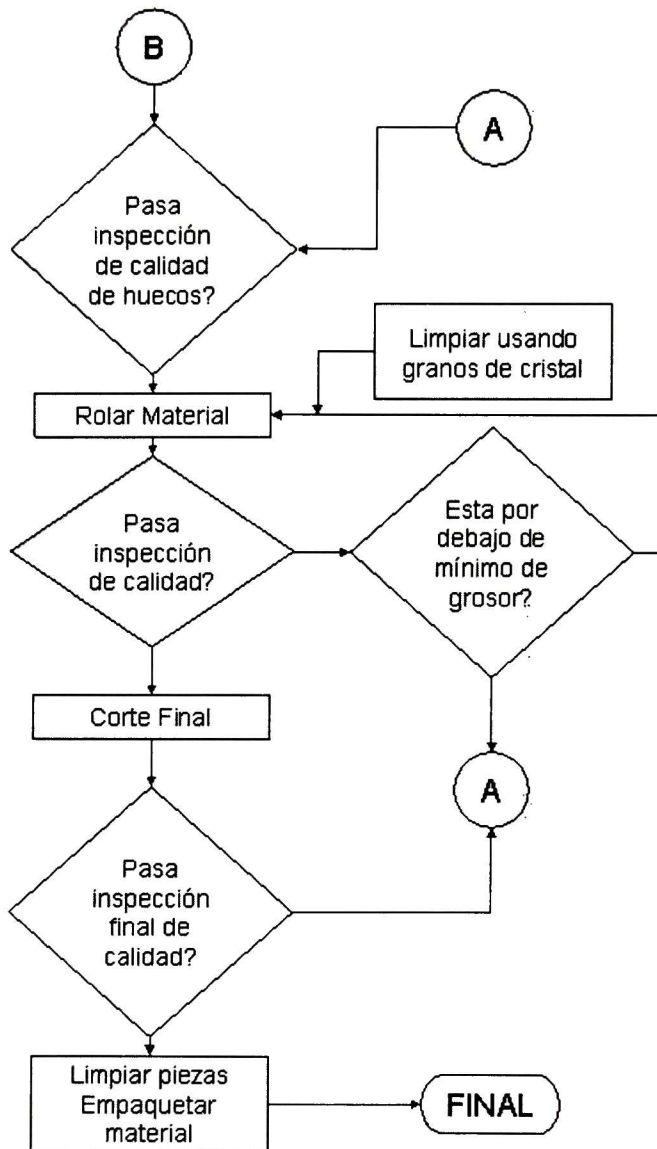 B
A
Pasa
inspección
de calidad
de huecos?
Limpiar usando
granos de cristal
Rolar Material
Pasa
inspección
de calidad?
Esta por
debajo de
mínimo de
grosor?
Corte Final
A
Pasa
inspección
final de
calidad?
Limpiar piezas
Empaquetar
material
FINAL